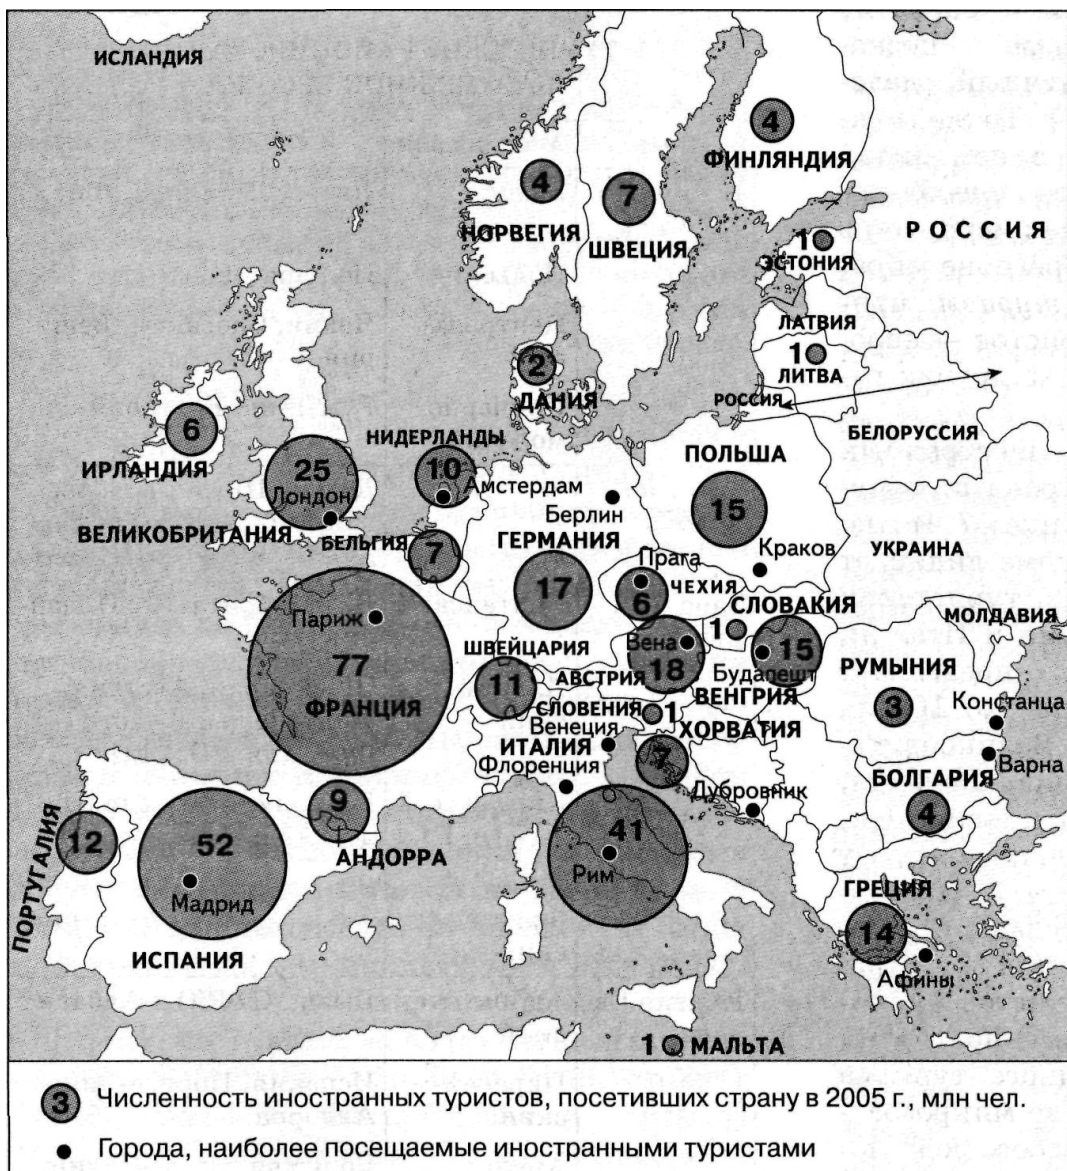 ИСЛАНДИЯ
4
ФИНЛЯНДИЯ
4
НОРВЕГИЯ
7
ШВЕЦИЯ
РОССИЯ
1
ЭСТОНИЯ
ЛАТВИЯ
1
ЛИТВА
2
ДАНИЯ
РОССИЯ
БЕЛОРУССИЯ
6
ИРЛАНДИЯ
25
Лондон
ВЕЛИКОБРИТАНИЯ
НИДЕРЛАНДЫ
10
Амстердам
Берлин
ПОЛЬША
15
Краков
БЕЛЬГИЯ
7
ГЕРМАНИЯ
17
Прага
6
ЧЕХИЯ
УКРАИНА
СЛОВАКИЯ
1
МОЛДАВИЯ
Париж
77
ФРАНЦИЯ
ШВЕЙЦАРИЯ
11
АВСТРИЯ
Вена
18
15
Будапешт
ВЕНГРИЯ
РУМЫНИЯ
3
Констанца
СЛОВЕНИЯ
1
Венеция
ХОРВАТИЯ
7
ИТАЛИЯ
Флоренция
Дубровник
БОЛГАРИЯ
4
Варна
9
АНДОРРА
ПОРТУГАЛИЯ
12
52
Мадрид
ИСПАНИЯ
41
Рим
ГРЕЦИЯ
14
Афины
1
МАЛЬТА
3 Численность иностранных туристов, посетивших страну в 2005 г., млн чел.
Города, наиболее посещаемые иностранными туристами